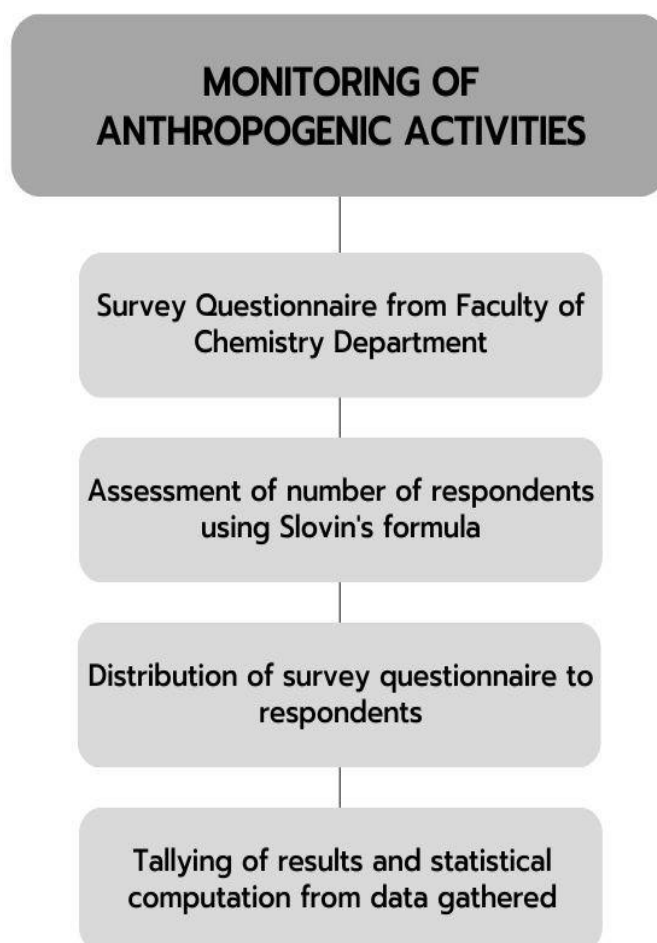 MONITORING OF
ANTHROPOGENIC ACTIVITIES
Survey Questionnaire from Faculty of
Chemistry Department
Assessment of number of respondents
using Slovin's formula
Distribution of survey questionnaire to
respondents
Tallying of results and statistical
computation from data gathered